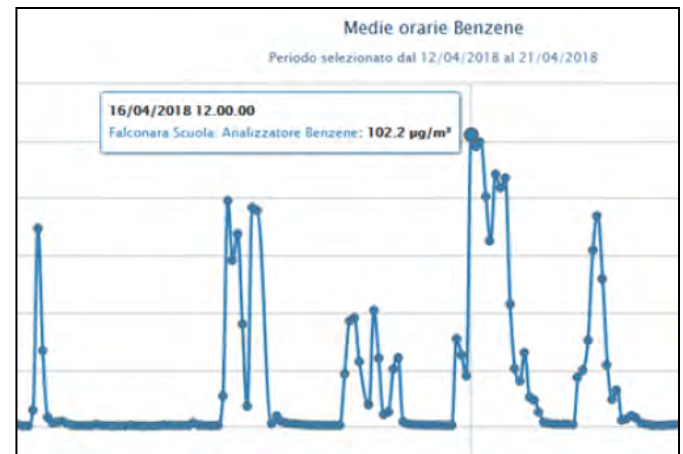 Medie orarie Benzene
Periodo selezionato dal 12/04/2018 al 21/04/2018
16/04/2018 12.00.00
Falconara Scuola: Analizzatore Benzene: 102.2 µg/m³